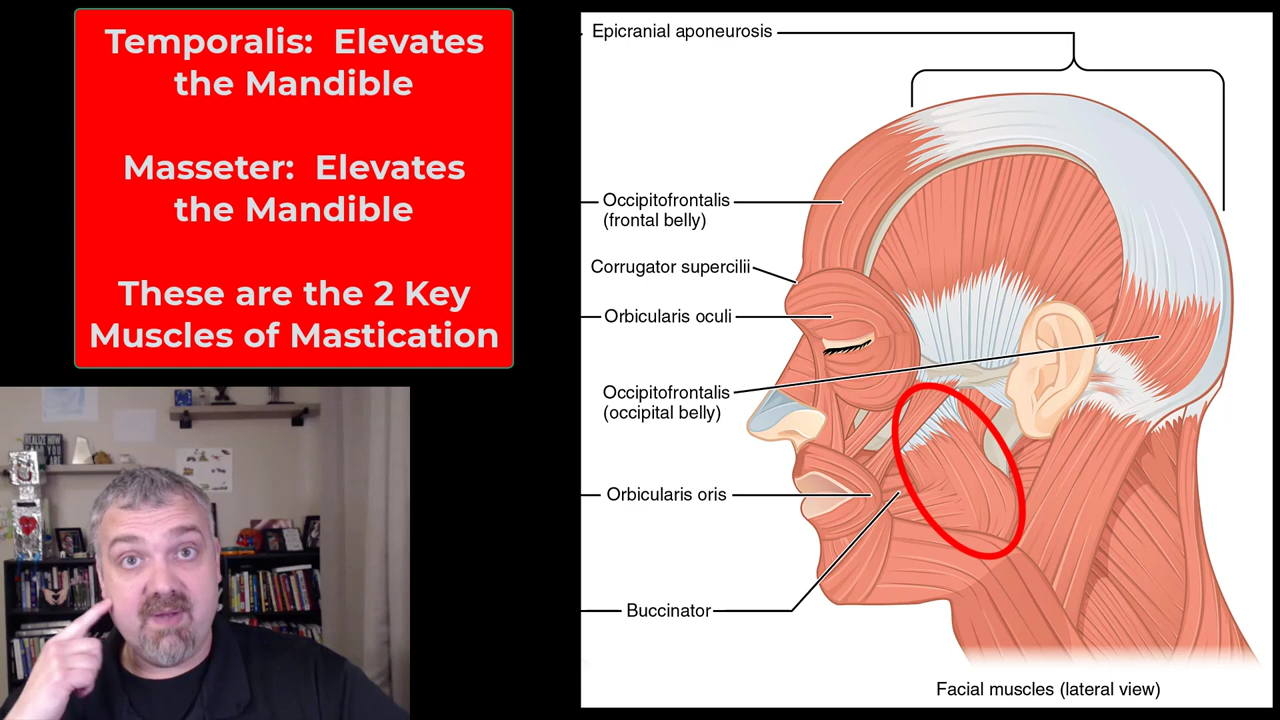 Temporalis: Elevates
the Mandible
Masseter: Elevates
the Mandible
These are the 2 Key
Muscles of Mastication
Epicranial aponeurosis
Occipitofrontalis
(frontal belly)
Corrugator supercilii
Orbicularis oculi
Occipitofrontalis
(occipital belly)
Orbicularis oris
Buccinator
Facial muscles (lateral view)